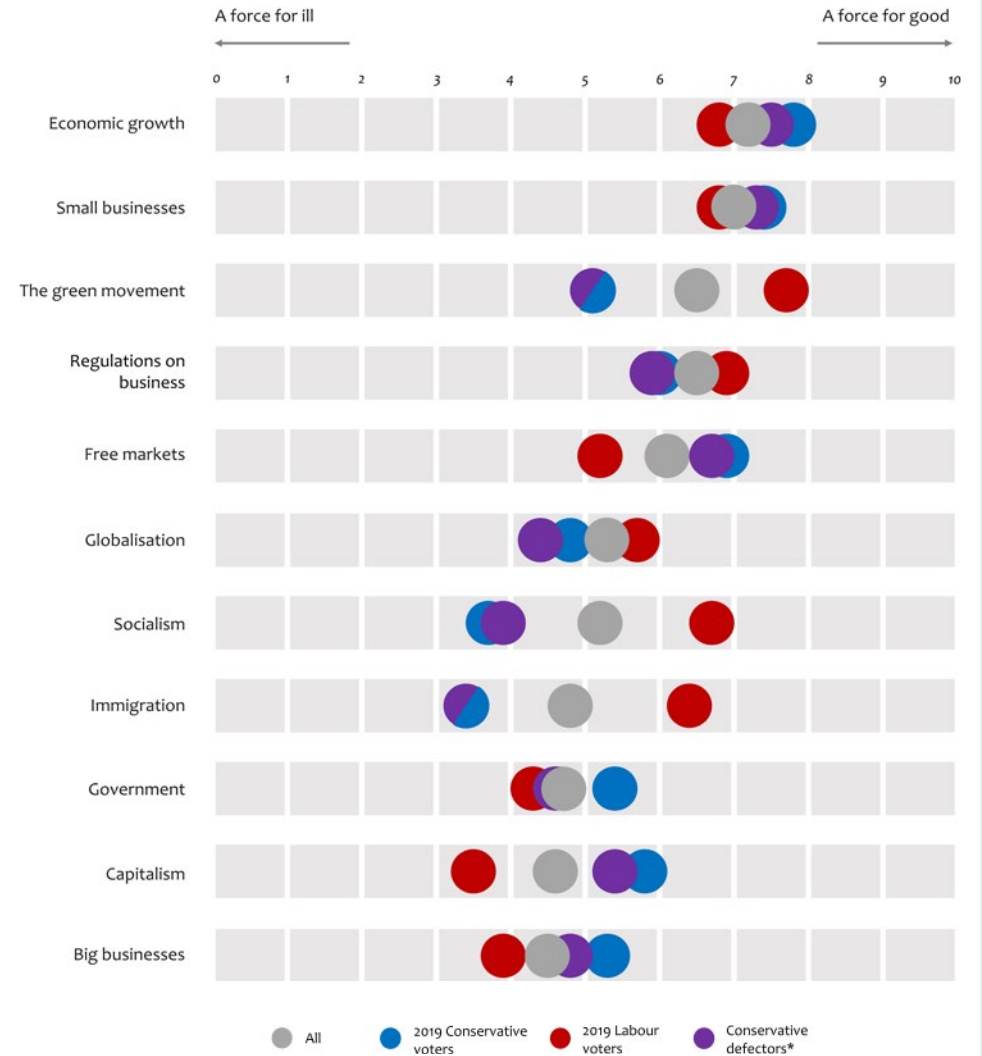 A force for ill
A force for good
0 1 2 3 4 5 6 7 8 9 10
Economic growth
Small businesses
The green movement
Regulations on
business
Free markets
Globalisation
Socialism
Immigration
Government
Capitalism
Big businesses
All
2019 Conservative
voters
2019 Labour
voters
Conservative
defectors*